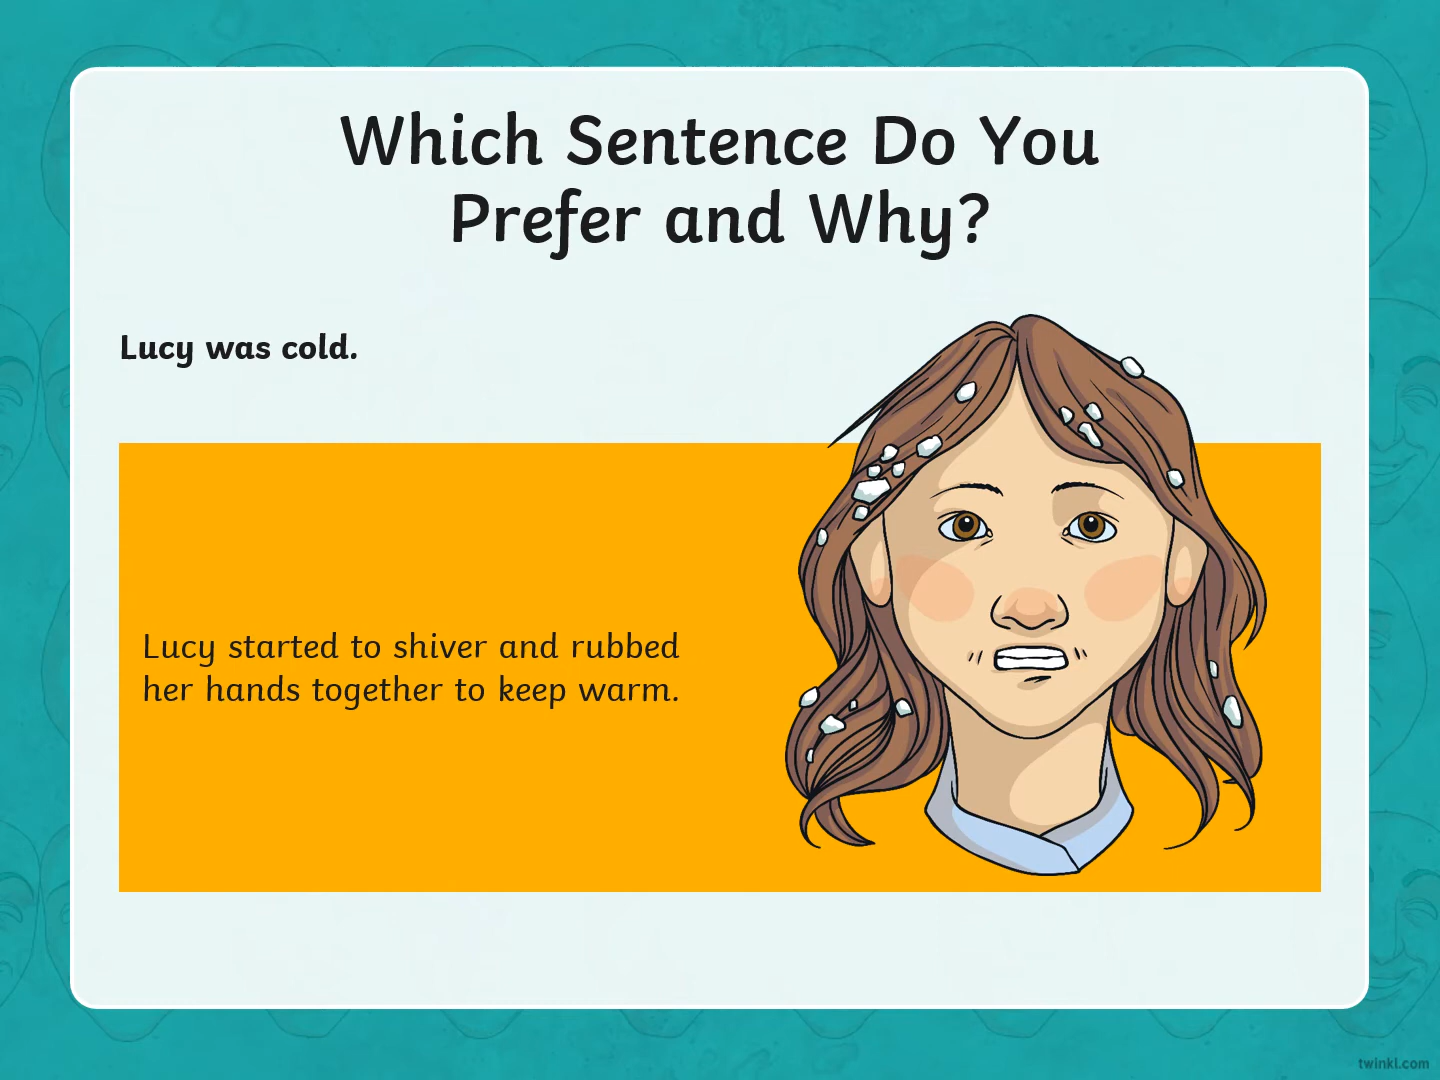 Which Sentence Do You
Prefer and Why?
Lucy was cold.
Lucy started to shiver and rubbed
her hands together to keep warm.
twinkl.com